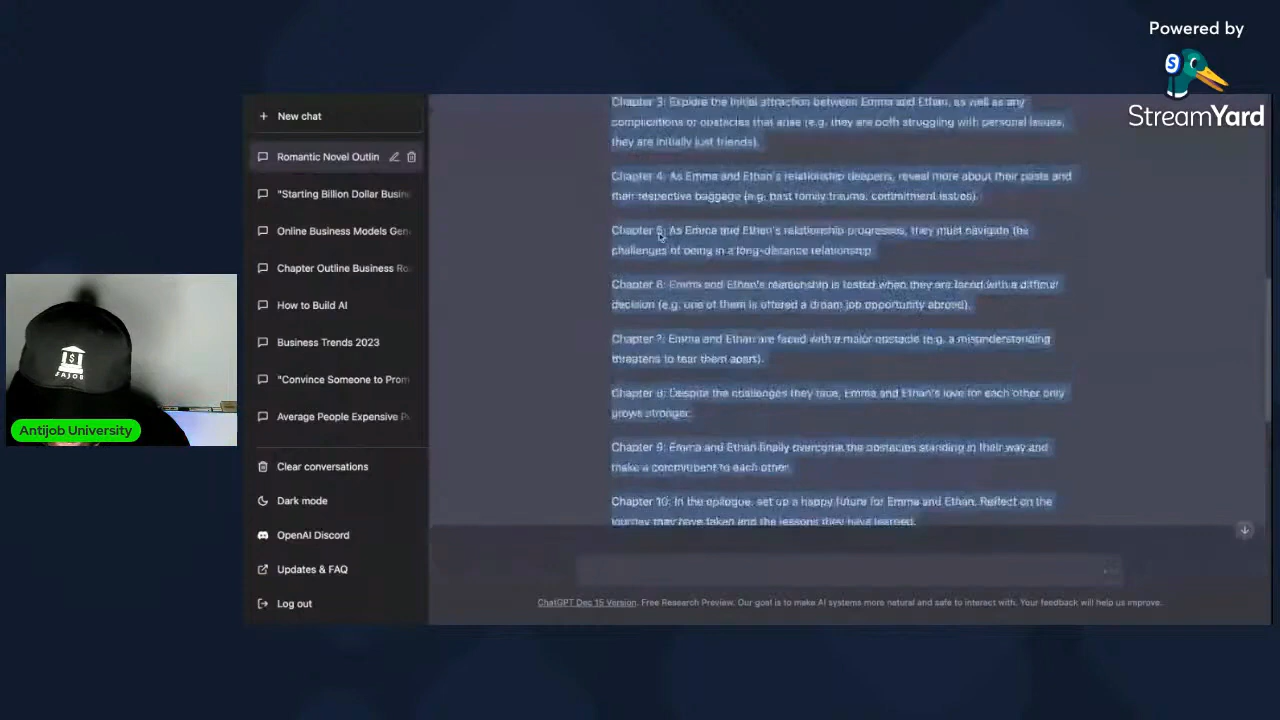 Powered by
StreamYard
New chat
Romantic Novel Outlin
"Starting Billion Dollar Busin
Online Business Models Gen
Chapter Outline Business Ro
How to Build AI
Business Trends 2023
"Convince Someone to Prom
Average People Expensive P
Clear conversations
Dark mode
OpenAI Discord
Updates & FAQ
Log out
Chapter 3: Explore the initial attraction between Emma and Ethan, as well as any
complications or obstacles that arise (e.g. they are both struggling with personal issues,
they are initially just friends).
Chapter 4: As Emma and Ethan's relationship deepens, reveal more about their pasts and
their respective baggage (e.g. past family trauma, commitment issues).
Chapter 5: As Emma and Ethan's relationship progresses, they must navigate the
challenges of being in a long-distance relationship.
Chapter 6: Emma and Ethan's relationship is tested when they are faced with a difficult
decision (e.g. one of them is offered a dream job opportunity abroad).
Chapter 7: Emma and Ethan are faced with a major obstacle (e.g. a misunderstanding
threatens to tear them apart).
Chapter 8: Despite the challenges they face, Emma and Ethan's love for each other only
grows stronger.
Chapter 9: Emma and Ethan finally overcome the obstacles standing in their way and
make a commitment to each other.
Chapter 10: In the epilogue, set up a happy future for Emma and Ethan. Reflect on the
journey they have taken and the lessons they have learned.
ChatGPT Dec 15 Version. Free Research Preview. Our goal is to make AI systems more natural and safe to interact with. Your feedback will help us improve.
$
Antijob University